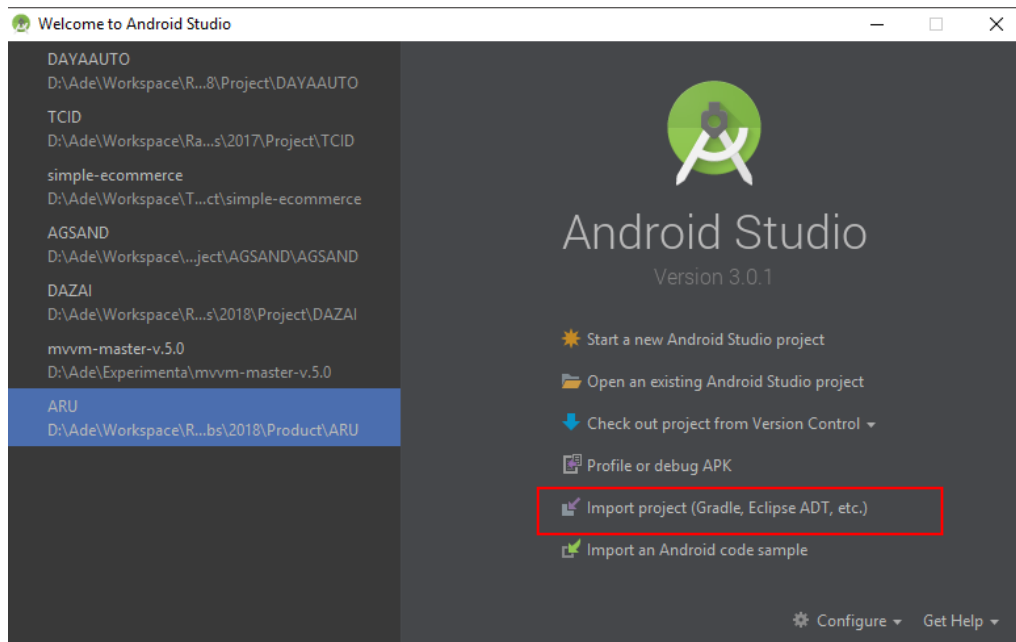 Welcome to Android Studio
DAYAAUTO
D:\Ade\Workspace\R...8\Project\DAYAAUTO
TCID
D:\Ade\Workspace\Ra...s\2017\Project\TCID
simple-ecommerce
D:\Ade\Workspace\T...ct\simple-ecommerce
AGSAND
D:\Ade\Workspace\...ject\AGSAND\AGSAND
DAZAI
D:\Ade\Workspace\R...s\2018\Project\DAZAI
mvvm-master-v.5.0
D:\Ade\Experimenta\mvvm-master-v.5.0
ARU
D:\Ade\Workspace\R...bs\2018\Product\ARU
Android Studio
Version 3.0.1
Start a new Android Studio project
Open an existing Android Studio project
Check out project from Version Control
Profile or debug APK
Import project (Gradle, Eclipse ADT, etc.)
Import an Android code sample
Configure
Get Help